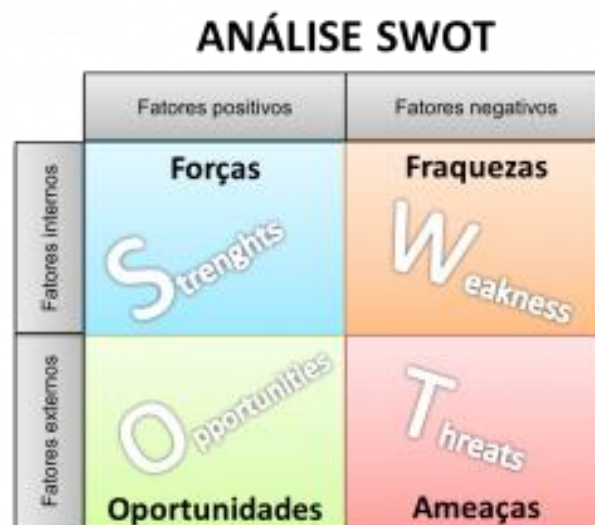 ANÁLISE SWOT
Fatores positivos
Fatores negativos
Fatores internos
Forças
Strenghts
Fraquezas
Weakness
Fatores externos
Opportunities
Oportunidades
Threats
Ameaças